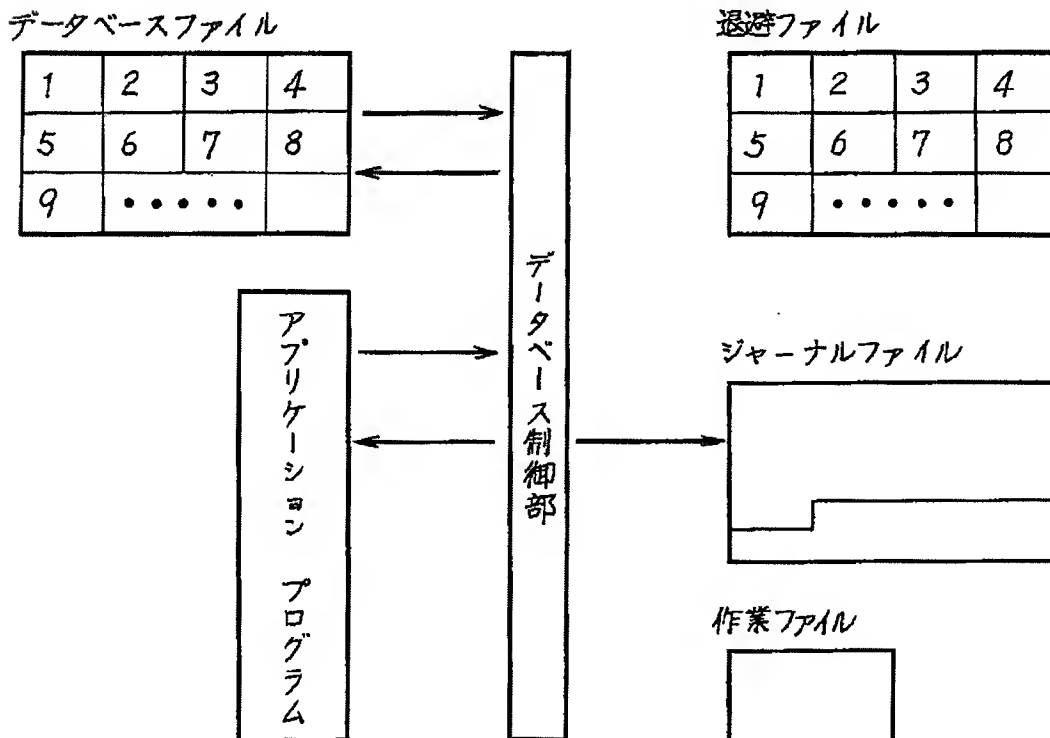 データベースファイル
1 2 3 4
5 6 7 8
9 ・・・・・
アプリケーション プログラム
データベース制御部
退避ファイル
1 2 3 4
5 6 7 8
9 ・・・・・
ジャーナルファイル
作業ファイル